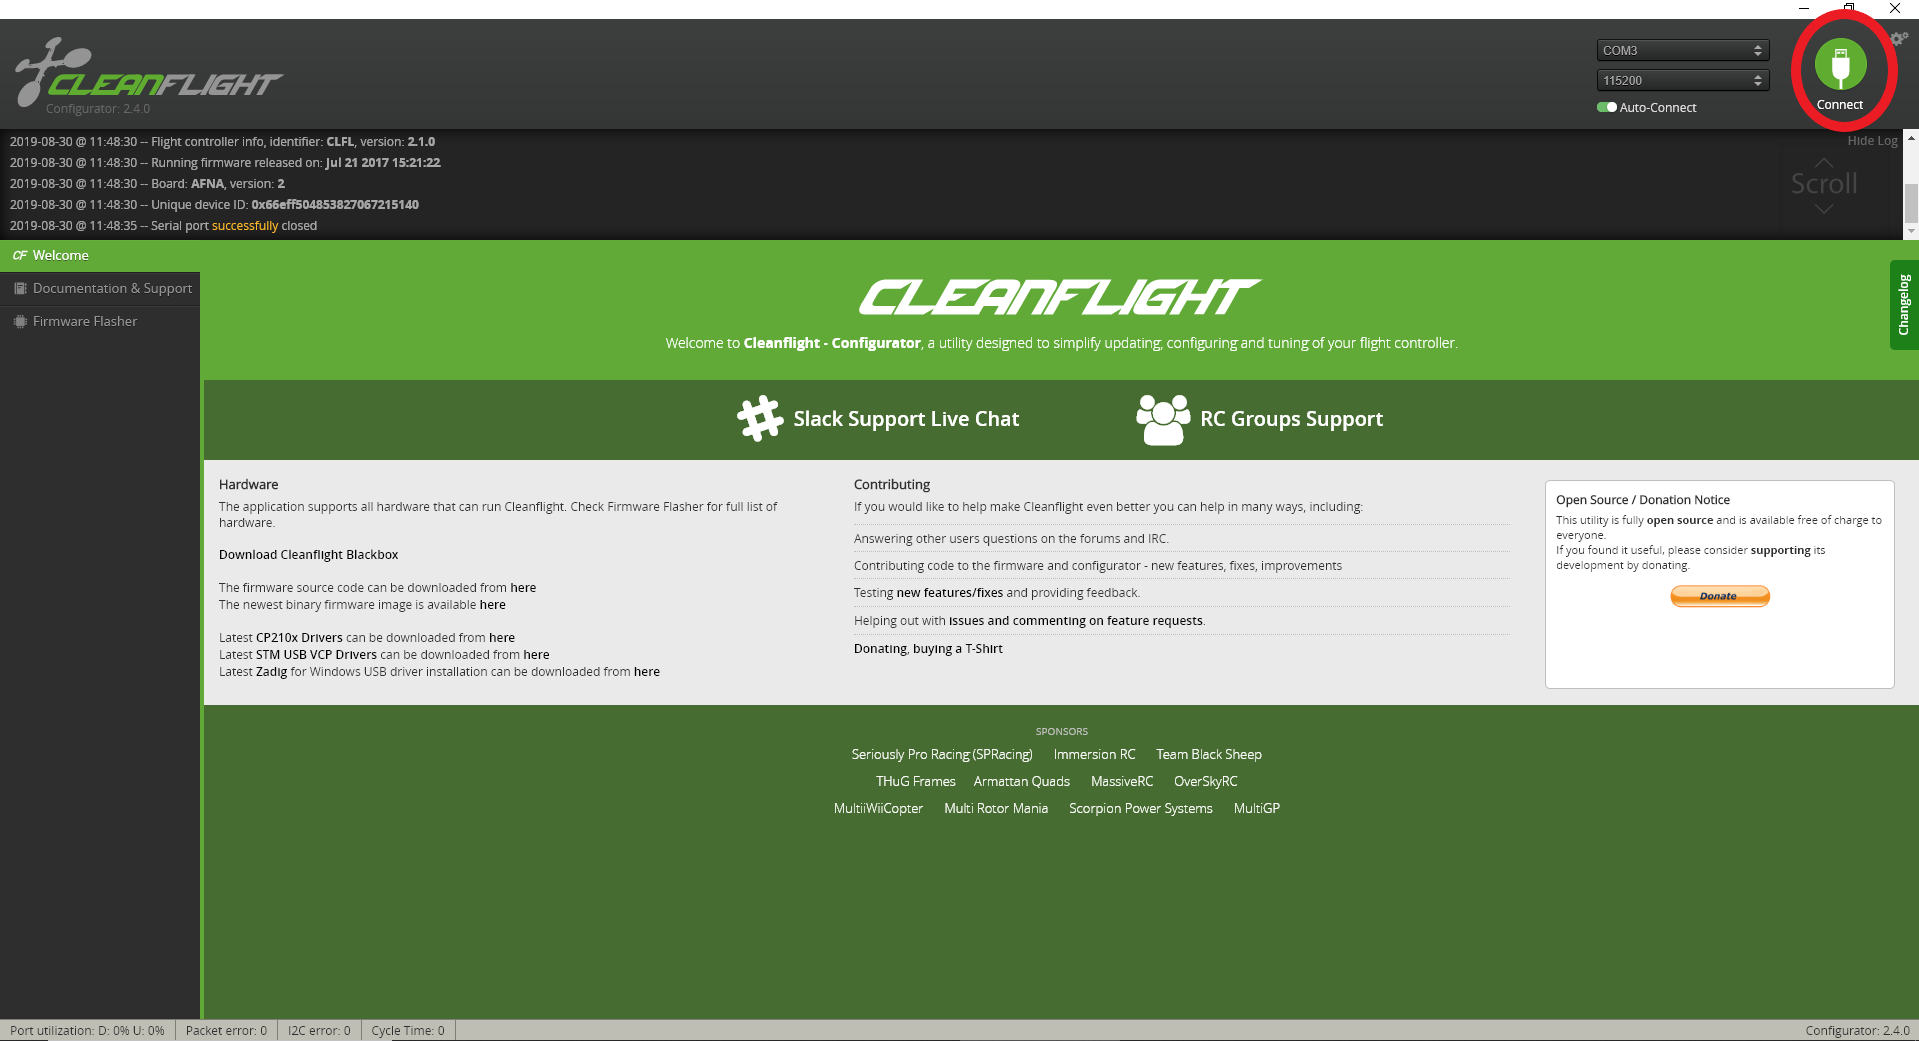 CLEANFLIGHT
Configurator: 2.4.0
COM3
115200
Auto-Connect
Connect
2019-08-30 @ 11:48:30 -- Flight controller info, identifier: CLFL, version: 2.1.0
2019-08-30 @ 11:48:30 -- Running firmware released on: Jul 21 2017 15:21:22
2019-08-30 @ 11:48:30 -- Board: AFNA, version: 2
2019-08-30 @ 11:48:30 -- Unique device ID: 0x66eff504853827067215140
2019-08-30 @ 11:48:35 -- Serial port successfully closed
Hide Log
Scroll
CF Welcome
Documentation & Support
Firmware Flasher
CLEANFLIGHT
Welcome to Cleanflight - Configurator, a utility designed to simplify updating, configuring and tuning of your flight controller.
Changelog
Slack Support Live Chat
RC Groups Support
Hardware
The application supports all hardware that can run Cleanflight. Check Firmware Flasher for full list of
hardware.
Download Cleanflight Blackbox
The firmware source code can be downloaded from here
The newest binary firmware image is available here
Latest CP210x Drivers can be downloaded from here
Latest STM USB VCP Drivers can be downloaded from here
Latest Zadig for Windows USB driver installation can be downloaded from here
Contributing
If you would like to help make Cleanflight even better you can help in many ways, including:
Answering other users questions on the forums and IRC.
Contributing code to the firmware and configurator - new features, fixes, improvements
Testing new features/fixes and providing feedback.
Helping out with issues and commenting on feature requests.
Donating, buying a T-Shirt
Open Source / Donation Notice
This utility is fully open source and is available free of charge to
everyone.
If you found it useful, please consider supporting its
development by donating.
Donate
SPONSORS
Seriously Pro Racing (SPRacing) Immersion RC Team Black Sheep
THuG Frames Armattan Quads MassiveRC OverSkyRC
MultiiWiiCopter Multi Rotor Mania Scorpion Power Systems MultiGP
Port utilization: D: 0% U: 0% Packet error: 0 I2C error: 0 Cycle Time: 0
Configurator: 2.4.0